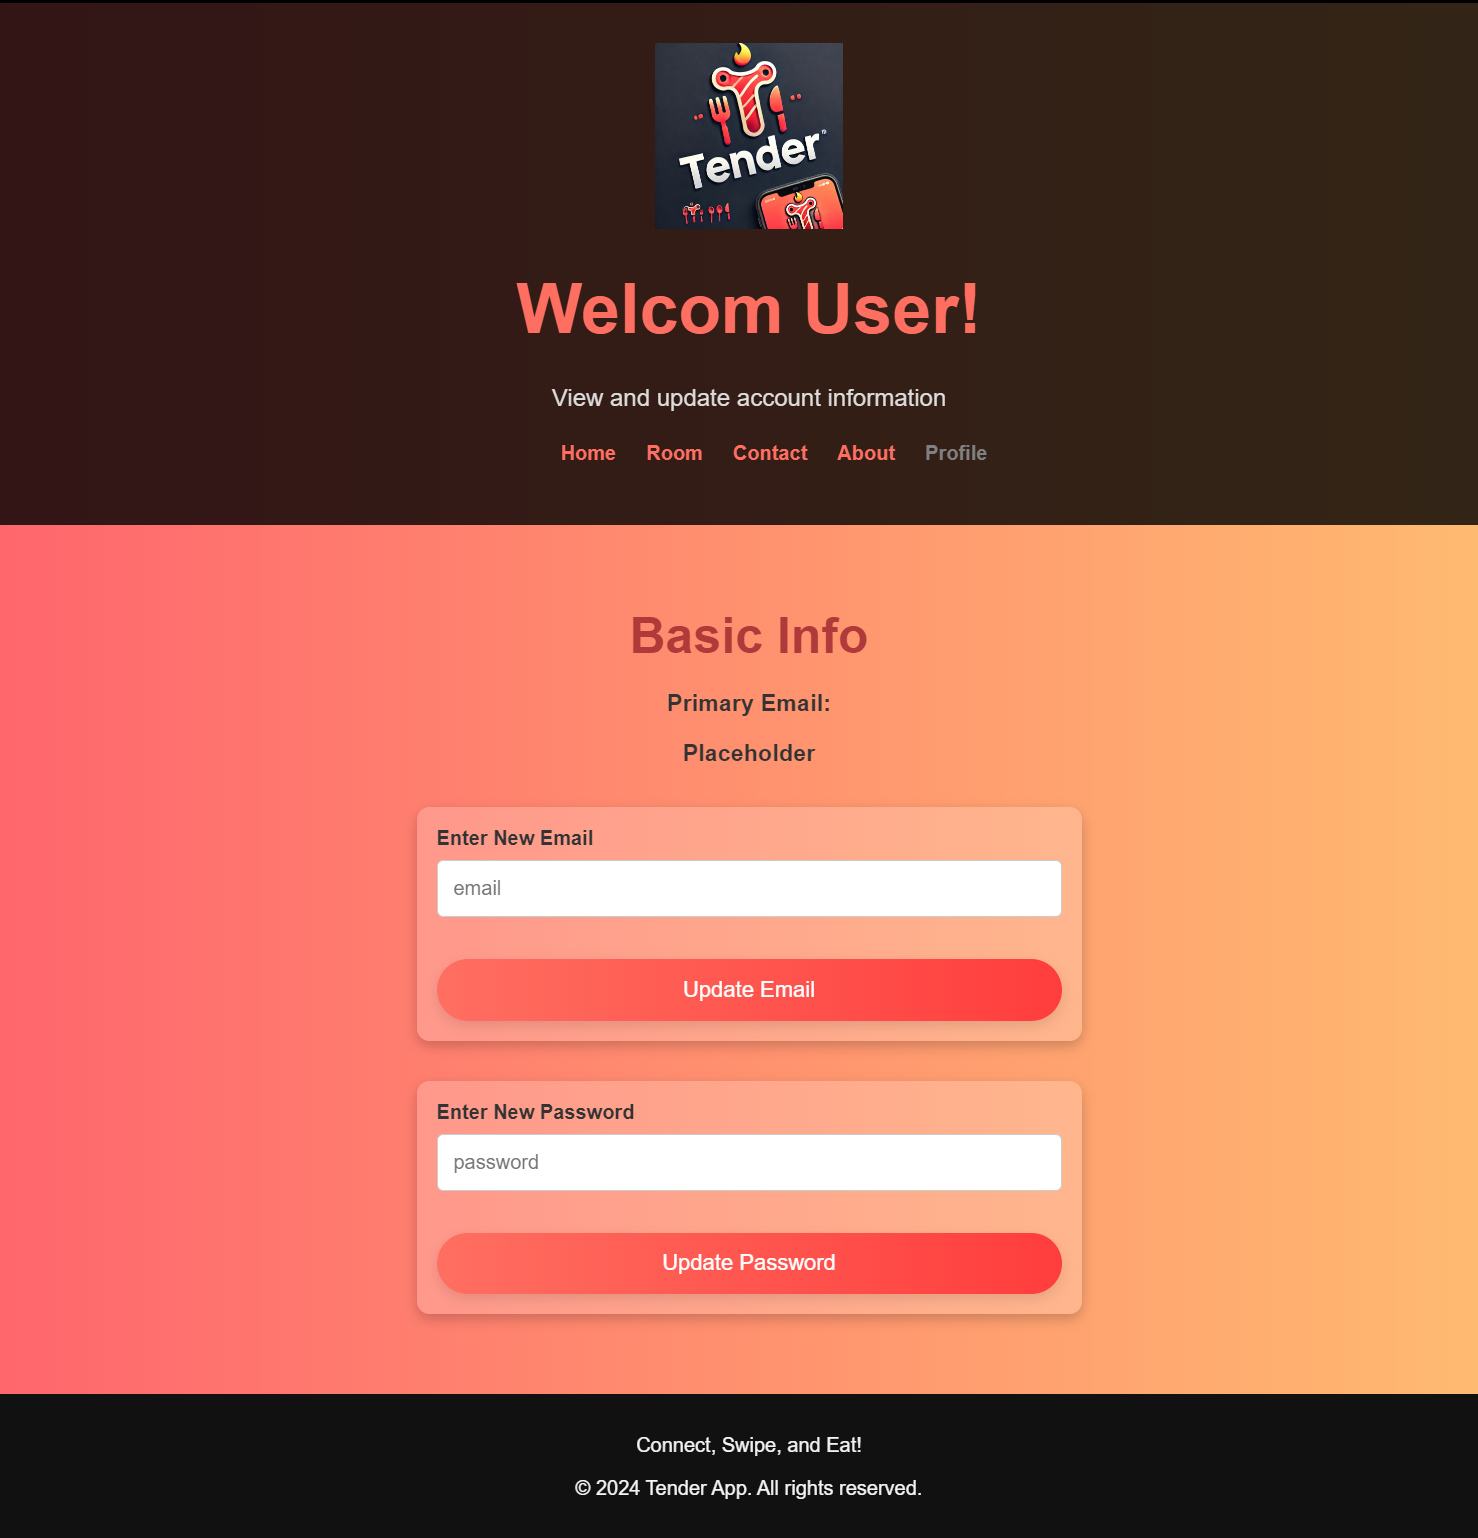 Tender
Welcom User!
View and update account information
Home Room Contact About Profile
Basic Info
Primary Email:
Placeholder
Enter New Email
email
Update Email
Enter New Password
password
Update Password
Connect, Swipe, and Eat!
© 2024 Tender App. All rights reserved.